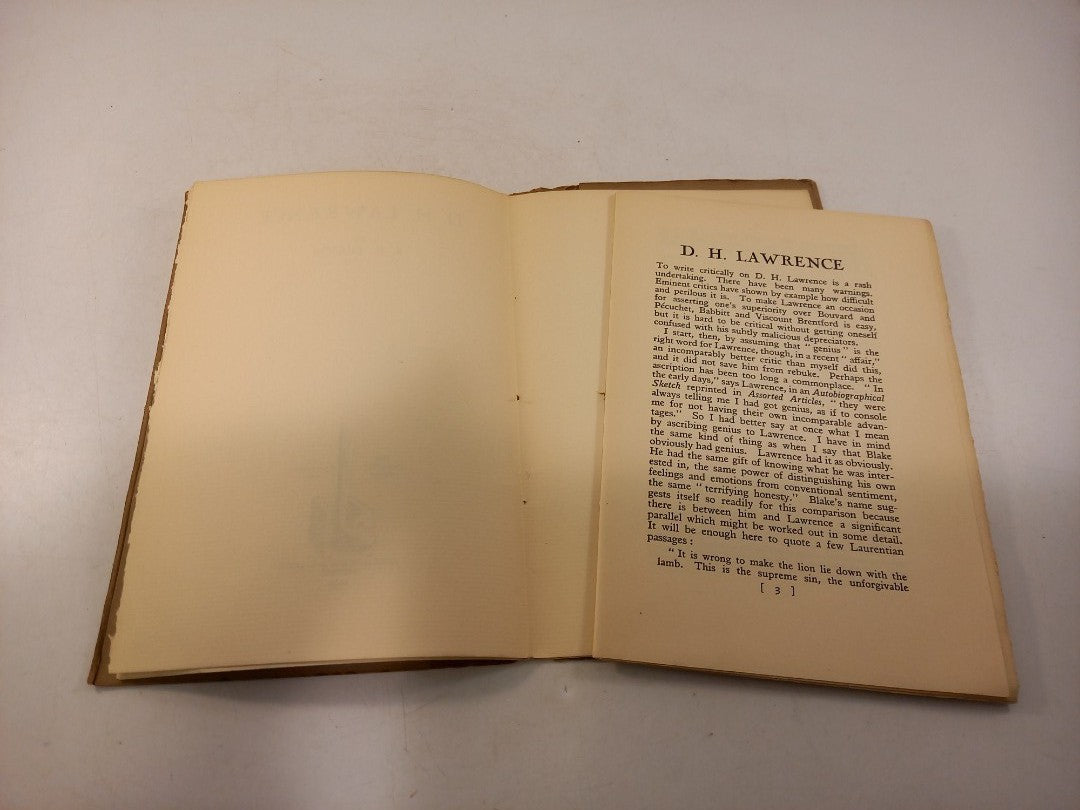 D. H. LAWRENCE
To write critically on D. H. Lawrence is a rash
undertaking. There have been many warnings.
Eminent critics have shown by example how difficult
and perilous it is. To make Lawrence an occasion
for asserting one's superiority over Bouvard and
Pécuchet, Babbitt and Viscount Brentford is easy,
but it is hard to be critical without getting oneself
confused with his subtly malicious depreciators.
I start, then, by assuming that " genius " is the
right word for Lawrence, though, in a recent " affair,"
an incomparably better critic than myself did this,
and it did not save him from rebuke. Perhaps the
ascription has been too long a commonplace. " In
the early days," says Lawrence, in an Autobiographical
Sketch reprinted in Assorted Articles, " they were
always telling me I had got genius, as if to console
me for not having their own incomparable advan-
tages." So I had better say at once what I mean
by ascribing genius to Lawrence. I have in mind
the same kind of thing as when I say that Blake
obviously had genius. Lawrence had it as obviously.
He had the same gift of knowing what he was inter-
ested in, the same power of distinguishing his own
feelings and emotions from conventional sentiment,
the same " terrifying honesty." Blake's name sug-
gests itself so readily for this comparison because
there is between him and Lawrence a significant
parallel which might be worked out in some detail.
It will be enough here to quote a few Laurentian
passages :
" It is wrong to make the lion lie down with the
lamb. This is the supreme sin, the unforgivable
[ 3 ]